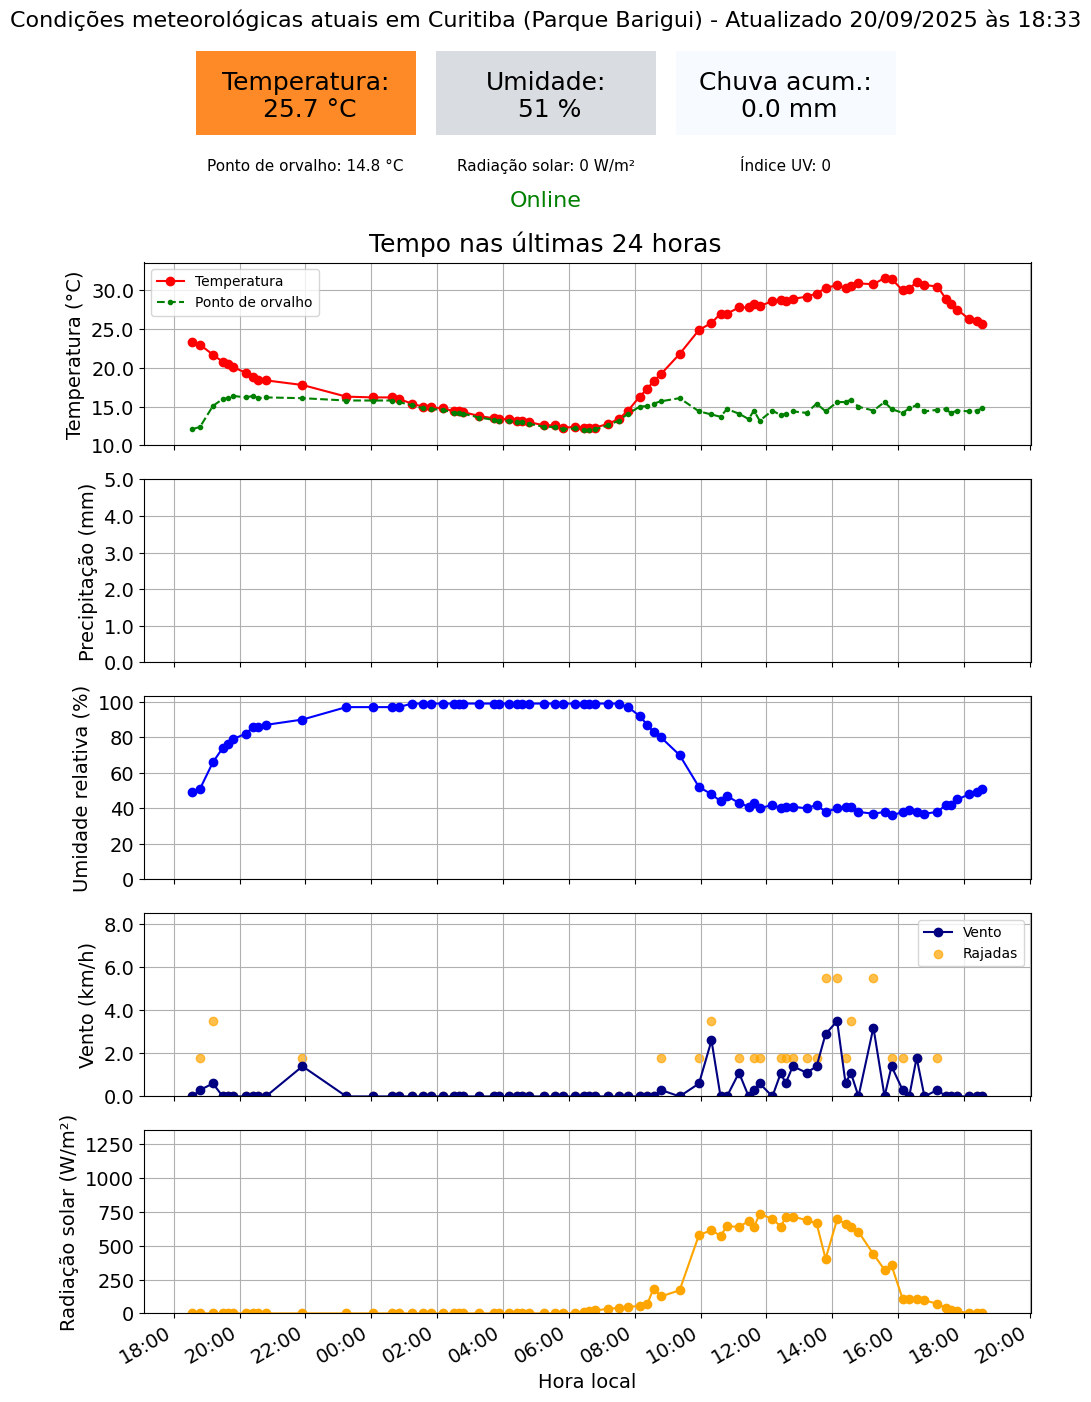 Condições meteorológicas atuais em Curitiba (Parque Barigui) - Atualizado 20/09/2025 às 18:33
Temperatura:
25.7 °C
Umidade:
51 %
Chuva acum.:
0.0 mm
Ponto de orvalho: 14.8 °C
Radiação solar: 0 W/m²
Índice UV: 0
Online
Tempo nas últimas 24 horas
Temperatura (°C)
30.0
25.0
20.0
15.0
10.0
Temperatura
Ponto de orvalho
Precipitação (mm)
5.0
4.0
3.0
2.0
1.0
0.0
Umidade relativa (%)
100
80
60
40
20
0
Vento (km/h)
8.0
6.0
4.0
2.0
0.0
Vento
Rajadas
Radiação solar (W/m²)
1250
1000
750
500
250
0
18:00
20:00
22:00
00:00
02:00
04:00
06:00
08:00
10:00
12:00
14:00
16:00
18:00
20:00
Hora local